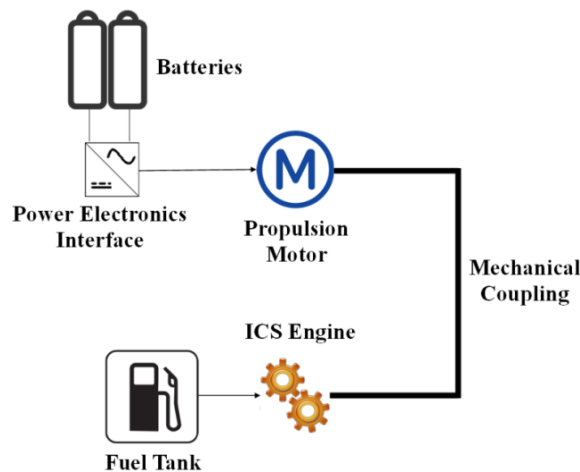 Batteries
Power Electronics
Interface
M
Propulsion
Motor
Mechanical
Coupling
ICS Engine
Fuel Tank